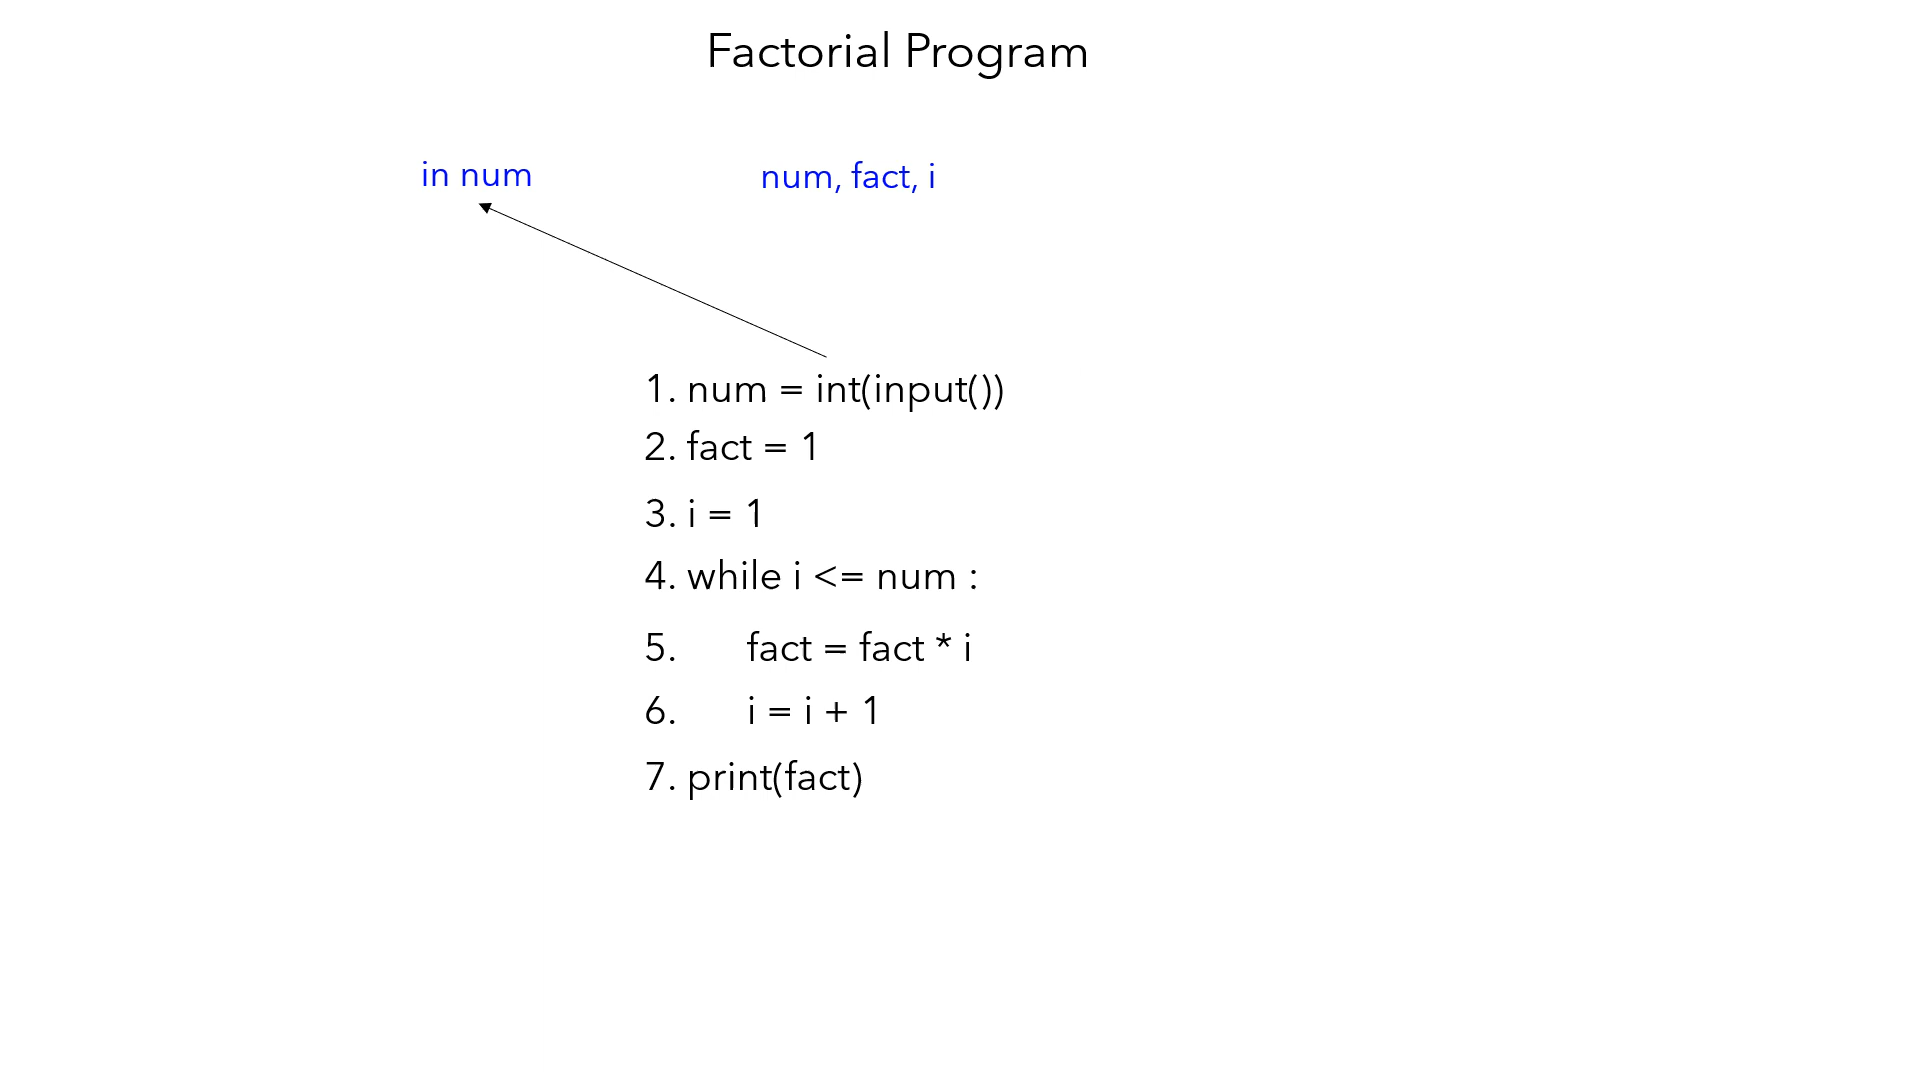 Factorial Program
in num
num, fact, i
1. num = int(input())
2. fact = 1
3. i = 1
4. while i <= num :
5. fact = fact * i
6. i = i + 1
7. print(fact)